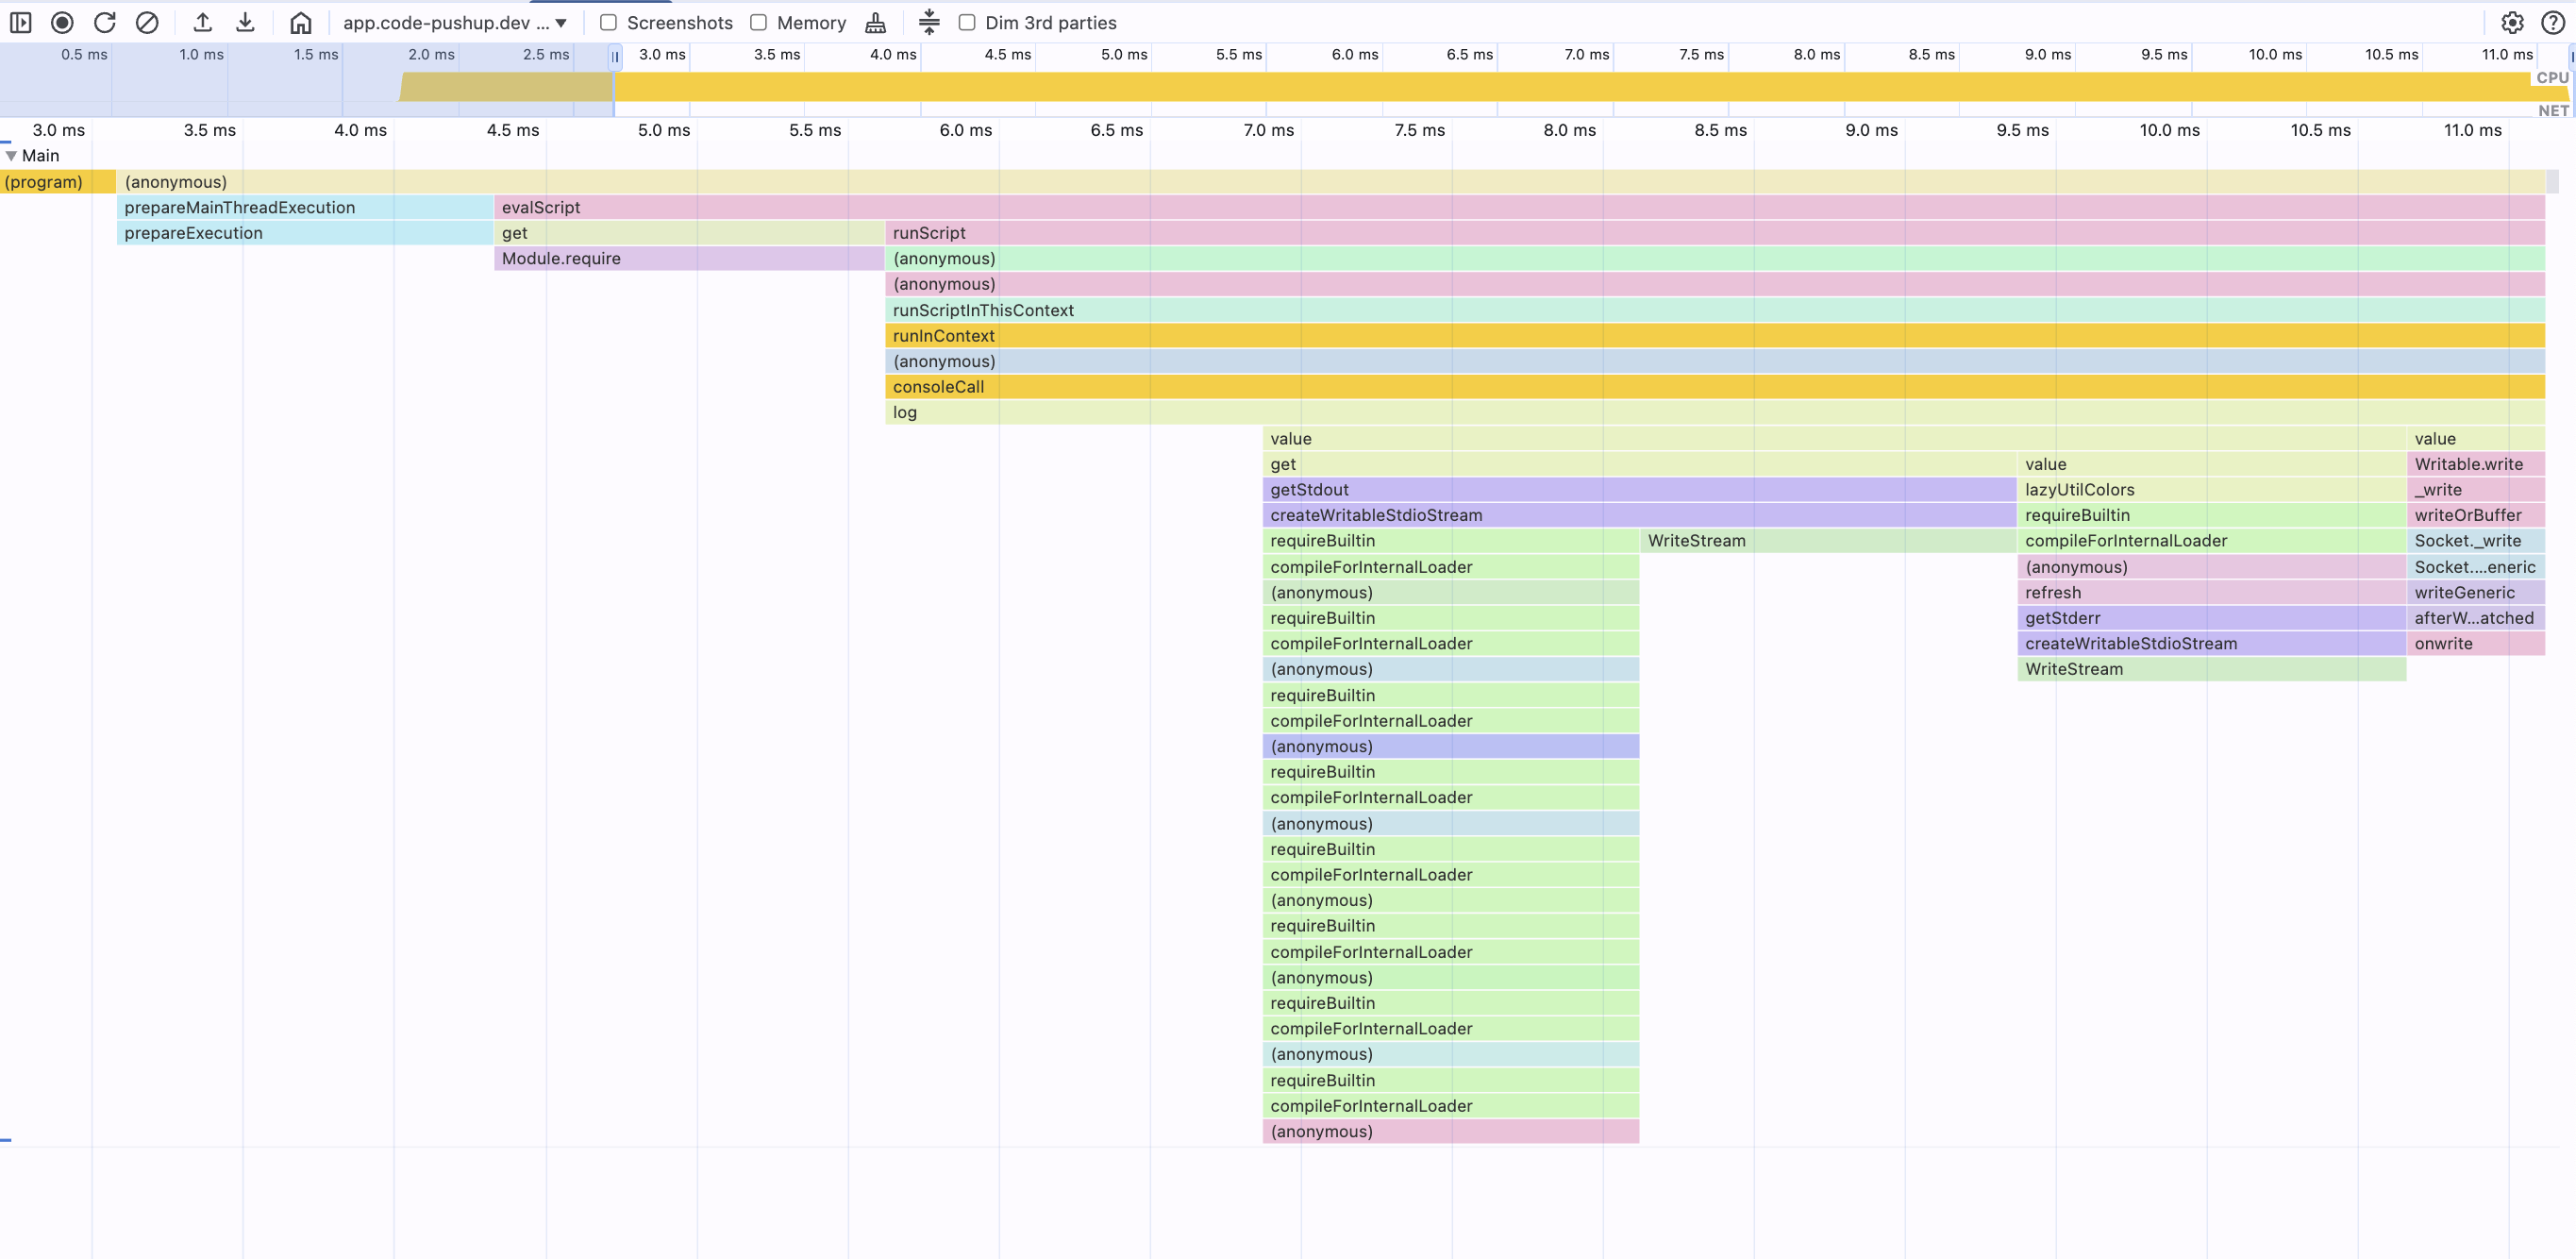 app.code-pushup.dev ... Screenshots Memory Dim 3rd parties
0.5 ms 1.0 ms 1.5 ms 2.0 ms 2.5 ms 3.0 ms 3.5 ms 4.0 ms 4.5 ms 5.0 ms 5.5 ms 6.0 ms 6.5 ms 7.0 ms 7.5 ms 8.0 ms 8.5 ms 9.0 ms 9.5 ms 10.0 ms 10.5 ms 11.0 ms
CPU
NET
3.0 ms 3.5 ms 4.0 ms 4.5 ms 5.0 ms 5.5 ms 6.0 ms 6.5 ms 7.0 ms 7.5 ms 8.0 ms 8.5 ms 9.0 ms 9.5 ms 10.0 ms 10.5 ms 11.0 ms
Main
(program) (anonymous)
prepareMainThreadExecution evalScript
prepareExecution get runScript
Module.require (anonymous)
(anonymous)
runScriptInThisContext
runInContext
(anonymous)
consoleCall
log
value value
get value Writable.write
getStdout lazyUtilColors _write
createWritableStdioStream requireBuiltin writeOrBuffer
requireBuiltin WriteStream compileForInternalLoader Socket._write
compileForInternalLoader (anonymous) Socket....eneric
(anonymous) refresh writeGeneric
requireBuiltin getStderr afterW...atched
compileForInternalLoader createWritableStdioStream onwrite
(anonymous) WriteStream
requireBuiltin
compileForInternalLoader
(anonymous)
requireBuiltin
compileForInternalLoader
(anonymous)
requireBuiltin
compileForInternalLoader
(anonymous)
requireBuiltin
compileForInternalLoader
(anonymous)
requireBuiltin
compileForInternalLoader
(anonymous)
requireBuiltin
compileForInternalLoader
(anonymous)